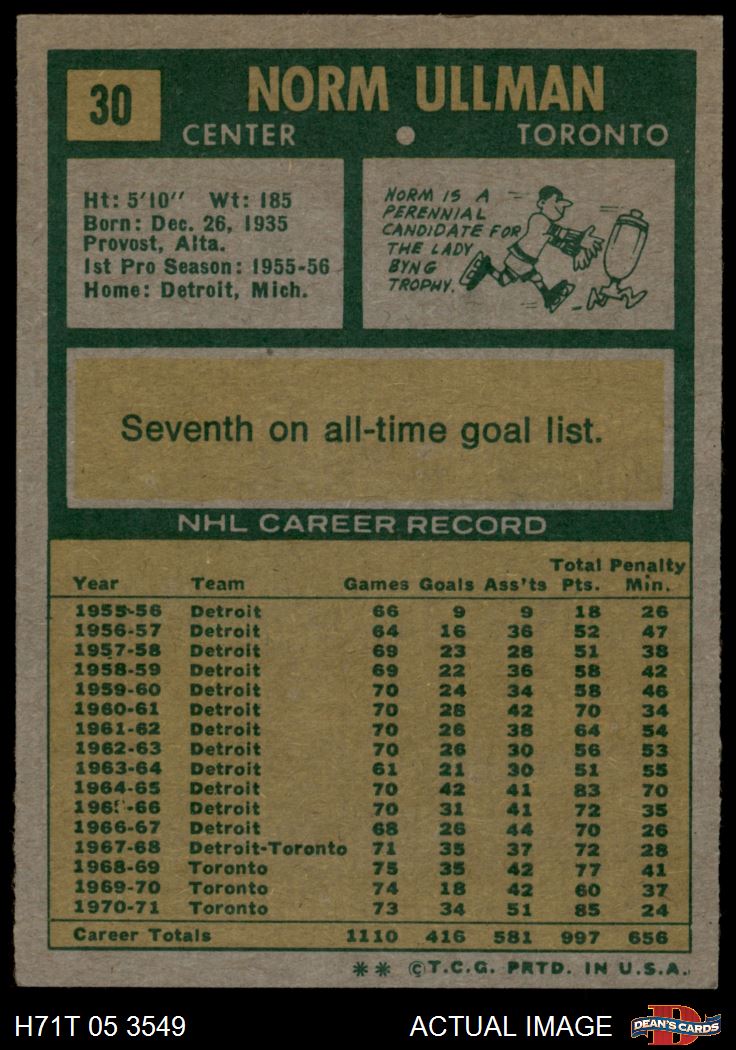 30
NORM ULLMAN
CENTER • TORONTO
Ht: 5'10'' Wt: 185
Born: Dec. 26, 1935
Provost, Alta.
1st Pro Season: 1955-56
Home: Detroit, Mich.
NORM IS A
PERENNIAL
CANDIDATE FOR
THE LADY
BYNG
TROPHY.
Seventh on all-time goal list.
NHL CAREER RECORD
Total Penalty
Year Team Games Goals Ass'ts Pts. Min.
1955-56 Detroit 66 9 9 18 26
1956-57 Detroit 64 16 36 52 47
1957-58 Detroit 69 23 28 51 38
1958-59 Detroit 69 22 36 58 42
1959-60 Detroit 70 24 34 58 46
1960-61 Detroit 70 28 42 70 34
1961-62 Detroit 70 26 38 64 54
1962-63 Detroit 70 26 30 56 53
1963-64 Detroit 61 21 30 51 55
1964-65 Detroit 70 42 41 83 70
1965-66 Detroit 70 31 41 72 35
1966-67 Detroit 68 26 44 70 26
1967-68 Detroit-Toronto 71 35 37 72 28
1968-69 Toronto 75 35 42 77 41
1969-70 Toronto 74 18 42 60 37
1970-71 Toronto 73 34 51 85 24
Career Totals 1110 416 581 997 656
** ©T.C.G. PRTD. IN U.S.A.
H71T 05 3549 ACTUAL IMAGE DEAN'S CARDS